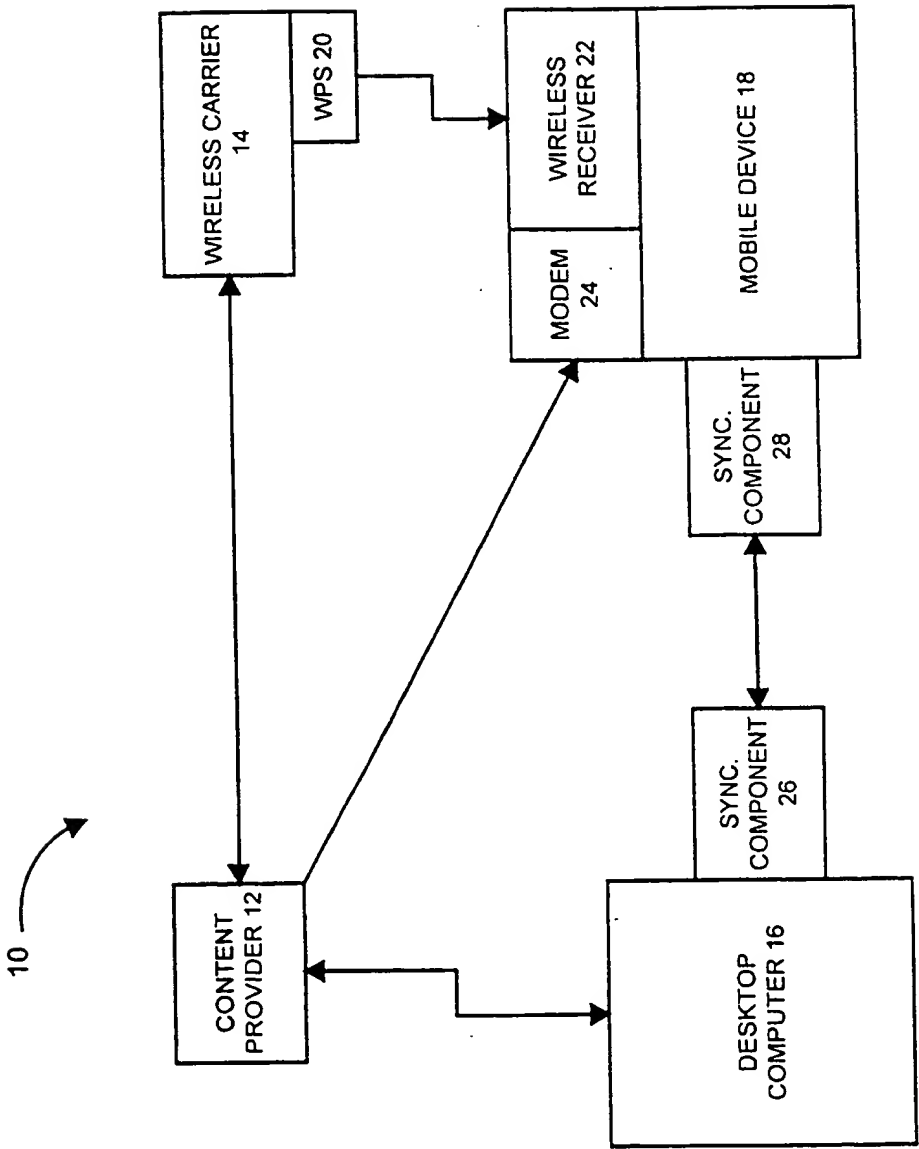 10
CONTENT
PROVIDER 12
WIRELESS CARRIER
14
WPS 20
MODEM
24
WIRELESS
RECEIVER 22
MOBILE DEVICE 18
DESKTOP
COMPUTER 16
SYNC.
COMPONENT
26
SYNC.
COMPONENT
28